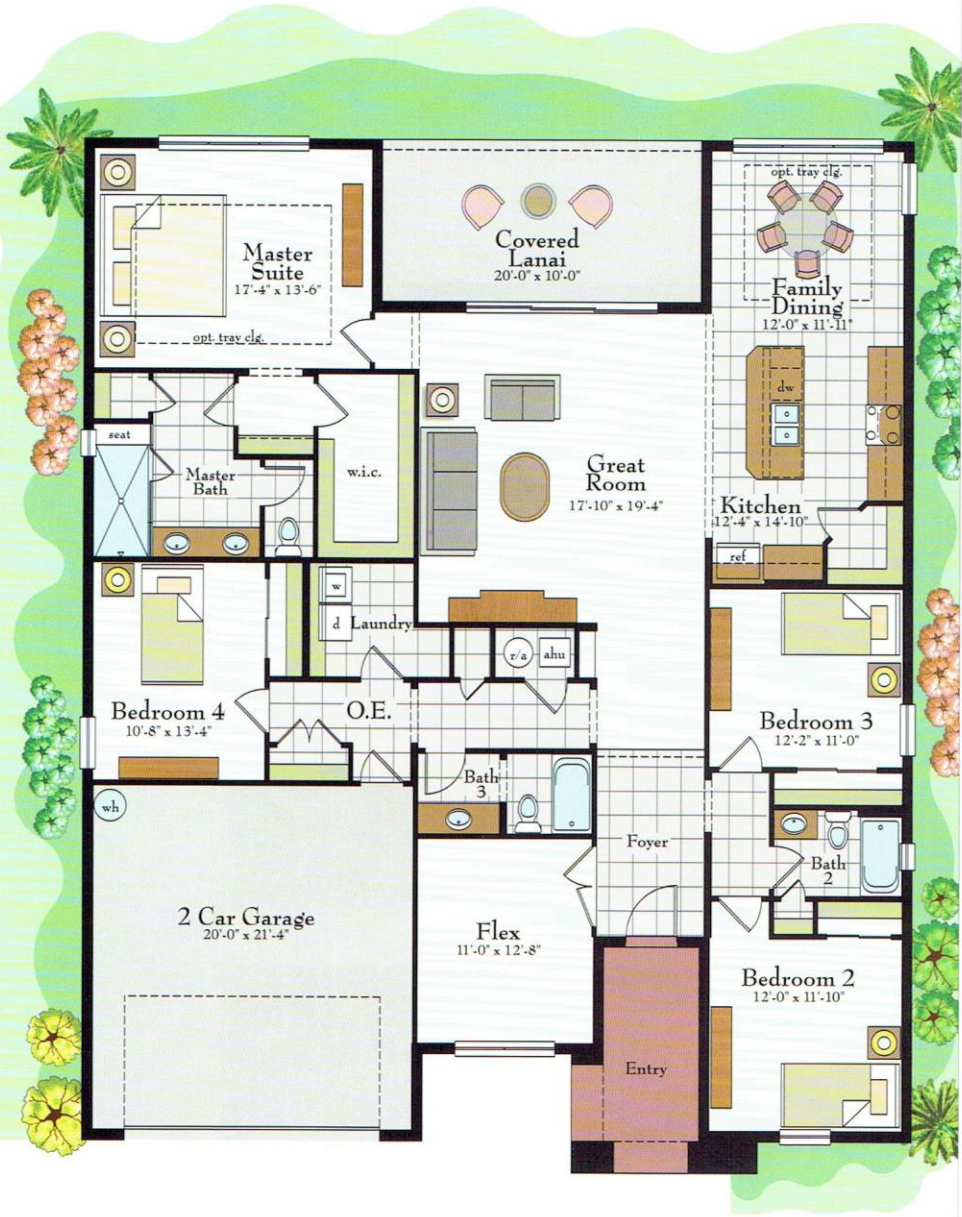 opt. tray clg.
Master
Suite
17'-4" x 13'-6"
opt. tray clg.
Covered
Lanai
20'-0" x 10'-0"
Family
Dining
12'-0" x 11'-11"
dw
seat
Master
Bath
w.i.c.
Great
Room
17'-10" x 19'-4"
Kitchen
12'-4" x 14'-10"
ref
w
d
Laundry
r/a
ahu
Bedroom 4
10'-8" x 13'-4"
O.E.
Bedroom 3
12'-2" x 11'-0"
wh
Bath
3
Foyer
Bath
2
2 Car Garage
20'-0" x 21'-4"
Flex
11'-0" x 12'-8"
Bedroom 2
12'-0" x 11'-10"
Entry